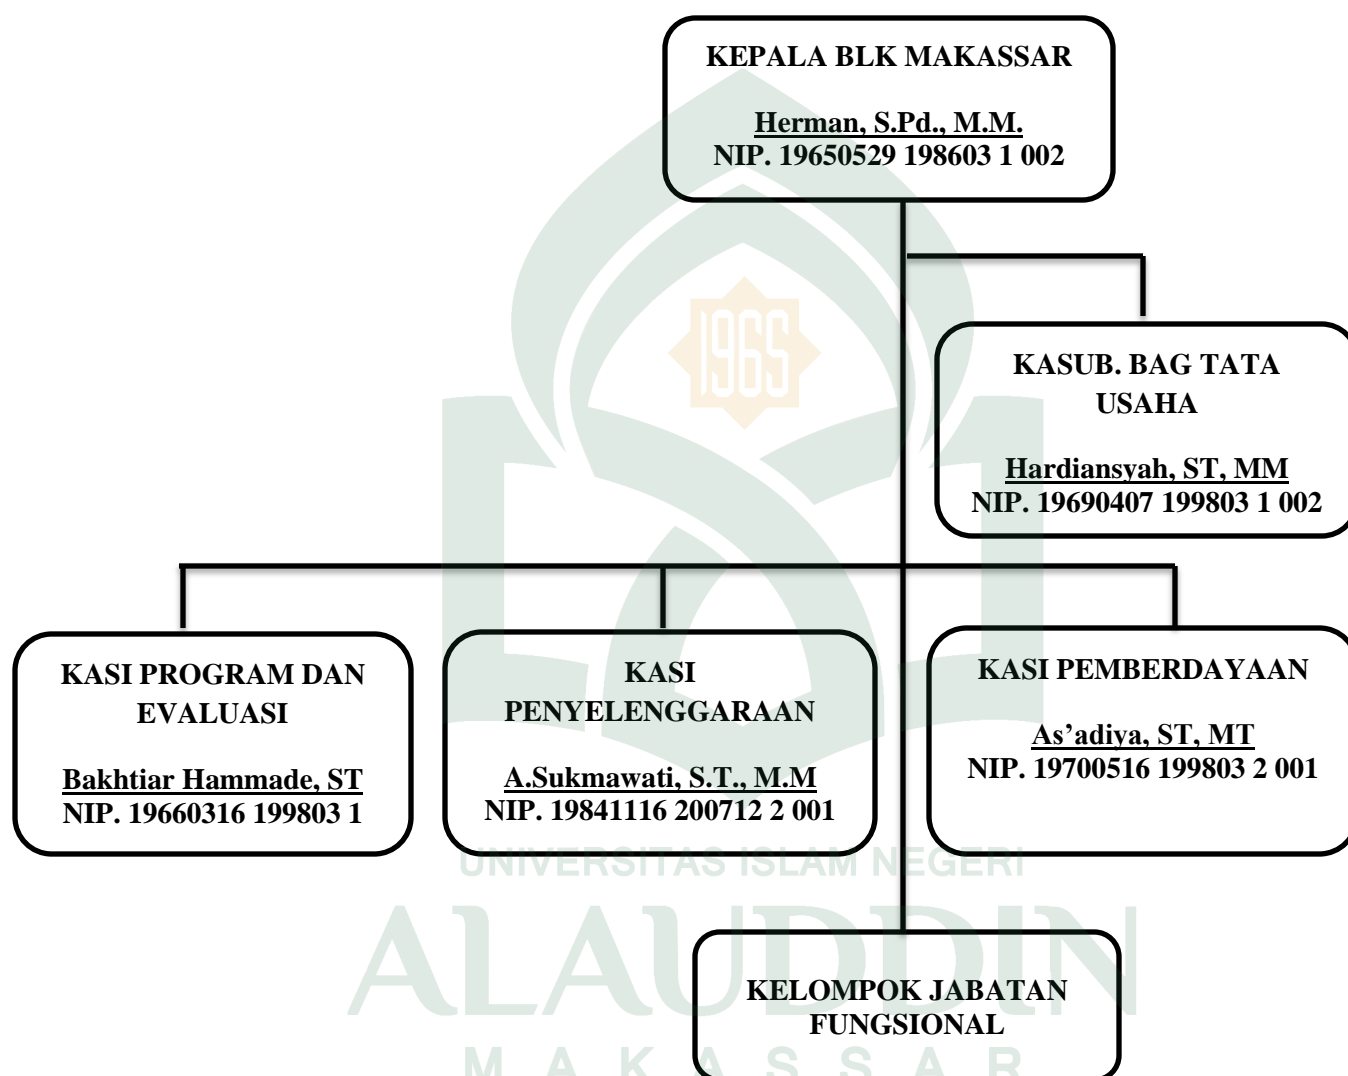 KEPALA BLK MAKASSAR
Herman, S.Pd., M.M.
NIP. 19650529 198603 1 002
1965
KASUB. BAG TATA
USAHA
Hardiansyah, ST, MM
NIP. 19690407 199803 1 002
KASI PROGRAM DAN
EVALUASI
Bakhtiar Hammade, ST
NIP. 19660316 199803 1
KASI
PENYELENGGARAAN
A.Sukmawati, S.T., M.M
NIP. 19841116 200712 2 001
KASI PEMBERDAYAAN
As’adiya, ST, MT
NIP. 19700516 199803 2 001
UNIVERSITAS ISLAM NEGERI
ALAUDDIN
KELOMPOK JABATAN
FUNGSIONAL
MAKASSAR